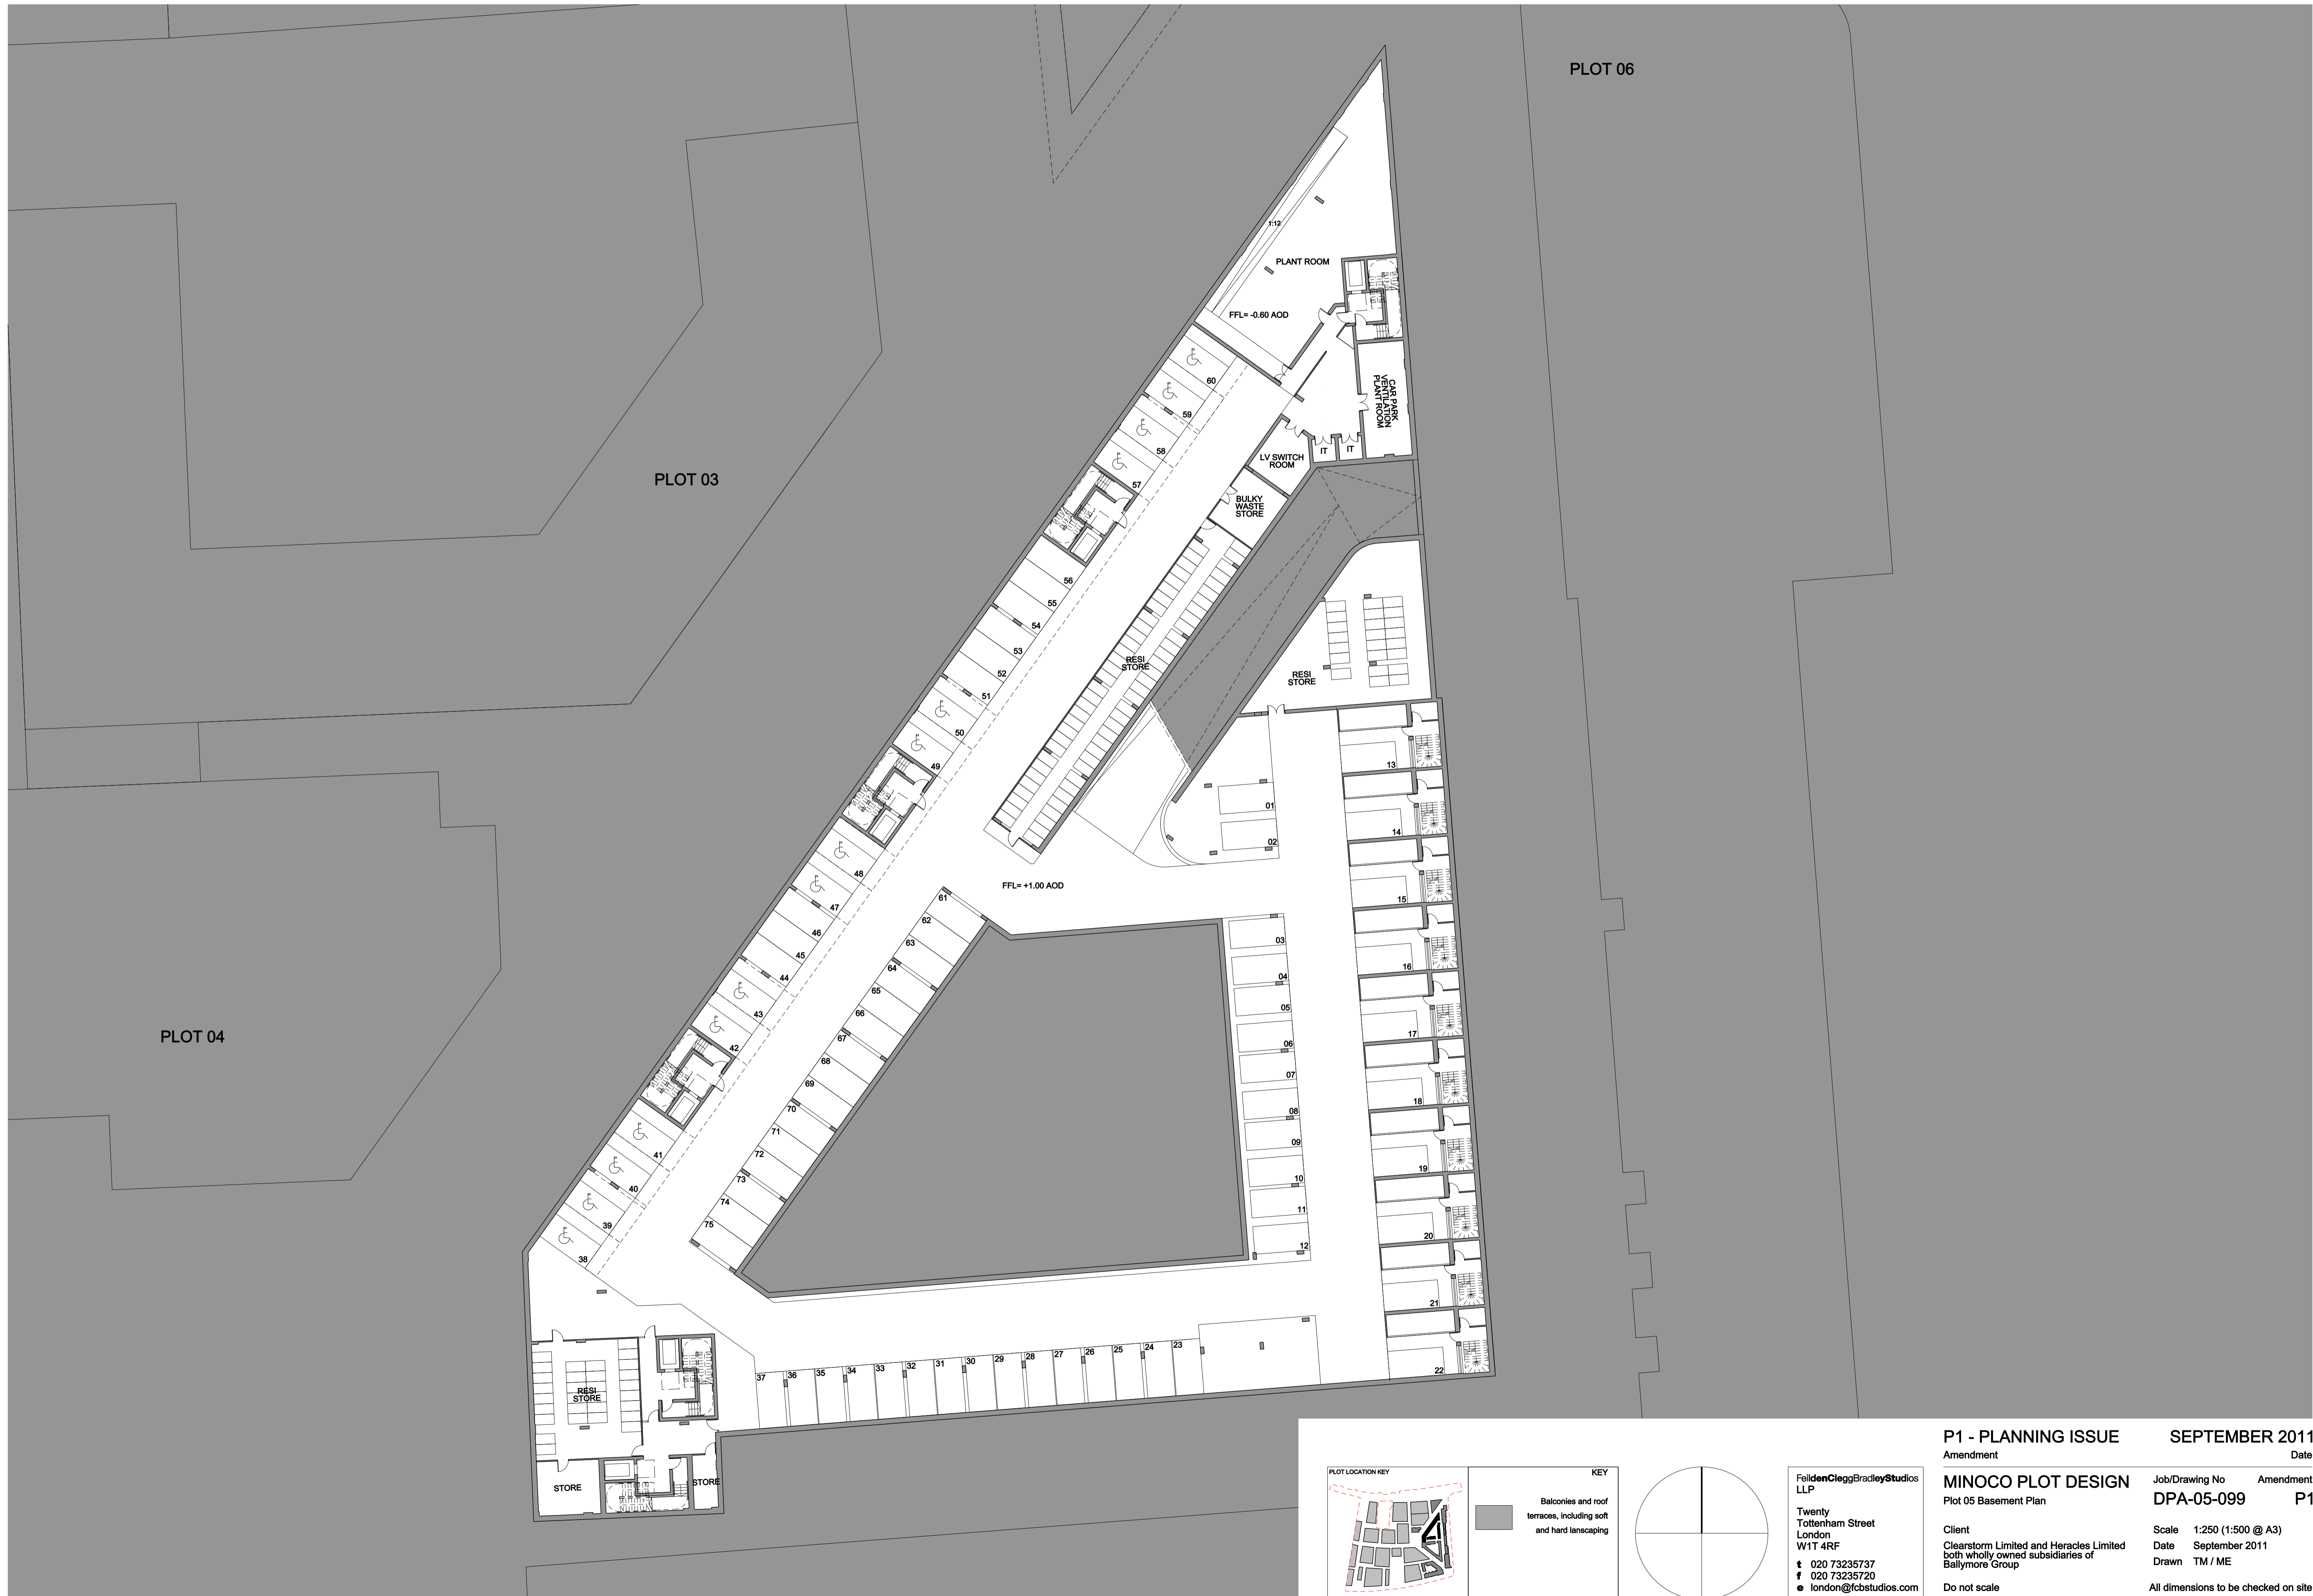 PLOT 06
1:12
PLANT ROOM
FFL= -0.60 AOD
60
59
58
57
CAR PARK
VENTILATION
PLANT ROOM
LV SWITCH
ROOM
IT
IT
BULKY
WASTE
STORE
PLOT 03
56
55
54
53
52
51
50
49
RESI
STORE
RESI
STORE
13
14
15
16
17
18
19
20
21
22
01
02
48
47
46
45
44
43
42
41
40
39
38
FFL= +1.00 AOD
61
62
63
64
65
66
67
68
69
70
71
72
73
74
75
03
04
05
06
07
08
09
10
11
12
PLOT 04
37
36
35
34
33
32
31
30
29
28
27
26
25
24
23
RESI
STORE
STORE
STORE
PLOT LOCATION KEY
KEY
Balconies and roof
terraces, including soft
and hard lanscaping
FeildenCleggBradleyStudios
LLP
Twenty
Tottenham Street
London
W1T 4RF
t 020 73235737
f 020 73235720
e london@fcbstudios.com
P1 - PLANNING ISSUE SEPTEMBER 2011
Amendment Date
MINOCO PLOT DESIGN
Plot 05 Basement Plan
Job/Drawing No Amendment
DPA-05-099 P1
Client
Clearstorm Limited and Heracles Limited
both wholly owned subsidiaries of
Ballymore Group
Scale 1:250 (1:500 @ A3)
Date September 2011
Drawn TM / ME
Do not scale All dimensions to be checked on site